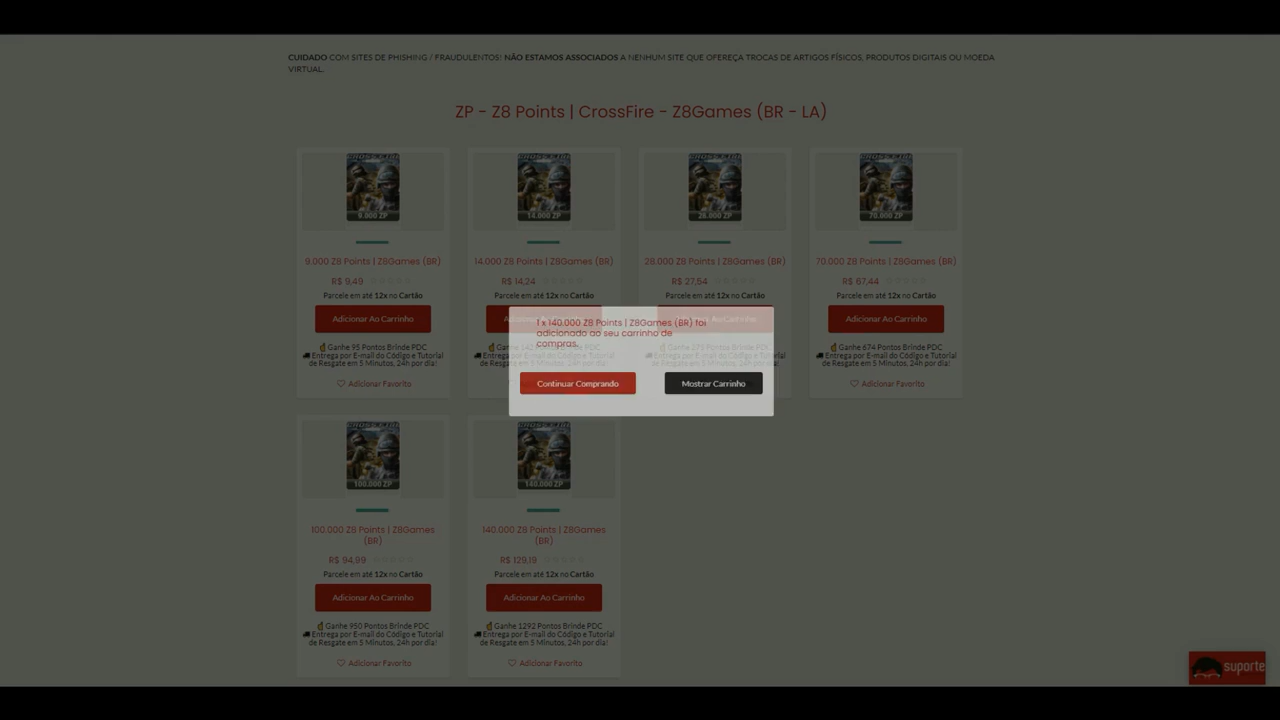 CUIDADO COM SITES DE PHISHING / FRAUDULENTOS! NÃO ESTAMOS ASSOCIADOS A NENHUM SITE QUE OFEREÇA TROCAS DE ARTIGOS FÍSICOS, PRODUTOS DIGITAIS OU MOEDA
VIRTUAL.
ZP - Z8 Points | CrossFire - Z8Games (BR - LA)
CROSSFIRE CROSSFIRE CROSSFIRE CROSSFIRE
9.000 ZP 14.000 ZP 28.000 ZP 70.000 ZP
9.000 Z8 Points | Z8Games (BR) 14.000 Z8 Points | Z8Games (BR) 28.000 Z8 Points | Z8Games (BR) 70.000 Z8 Points | Z8Games (BR)
R$ 9,49 R$ 14,24 R$ 27,54 R$ 67,44
Parcele em até 12x no Cartão Parcele em até 12x no Cartão Parcele em até 12x no Cartão Parcele em até 12x no Cartão
Adicionar Ao Carrinho Adicionar Ao Carrinho
1 x 140.000 Z8 Points | Z8Games (BR) foi
adicionado ao seu carrinho de
compras.
Continuar Comprando Mostrar Carrinho
Ganhe 95 Pontos Brinde PDC Ganhe 674 Pontos Brinde PDC
Entrega por E-mail do Código e Tutorial Entrega por E-mail do Código e Tutorial
de Resgate em 5 Minutos, 24h por dia! de Resgate em 5 Minutos, 24h por dia!
Adicionar Favorito Adicionar Favorito
CROSSFIRE CROSSFIRE
100.000 ZP 140.000 ZP
100.000 Z8 Points | Z8Games 140.000 Z8 Points | Z8Games
(BR) (BR)
R$ 94,99 R$ 129,19
Parcele em até 12x no Cartão Parcele em até 12x no Cartão
Adicionar Ao Carrinho Adicionar Ao Carrinho
Ganhe 950 Pontos Brinde PDC Ganhe 1292 Pontos Brinde PDC
Entrega por E-mail do Código e Tutorial Entrega por E-mail do Código e Tutorial
de Resgate em 5 Minutos, 24h por dia! de Resgate em 5 Minutos, 24h por dia!
Adicionar Favorito Adicionar Favorito
suporte